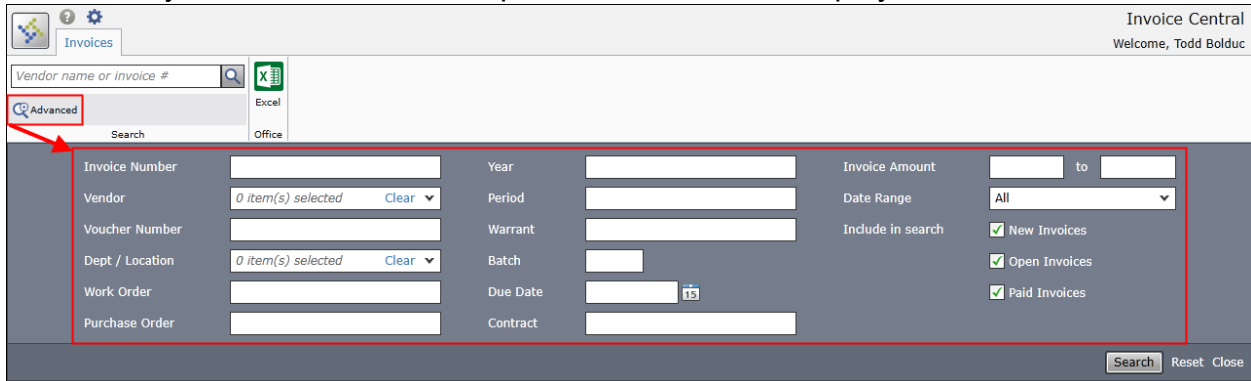 Invoice Central
Invoices
Welcome, Todd Bolduc
Vendor name or invoice #
Advanced
Excel
Search
Office
Invoice Number
Year
Invoice Amount
to
Vendor
0 item(s) selected
Clear
Period
Date Range
All
Voucher Number
Warrant
Include in search
New Invoices
Dept / Location
0 item(s) selected
Clear
Batch
Open Invoices
Work Order
Due Date
15
Paid Invoices
Purchase Order
Contract
Search
Reset
Close